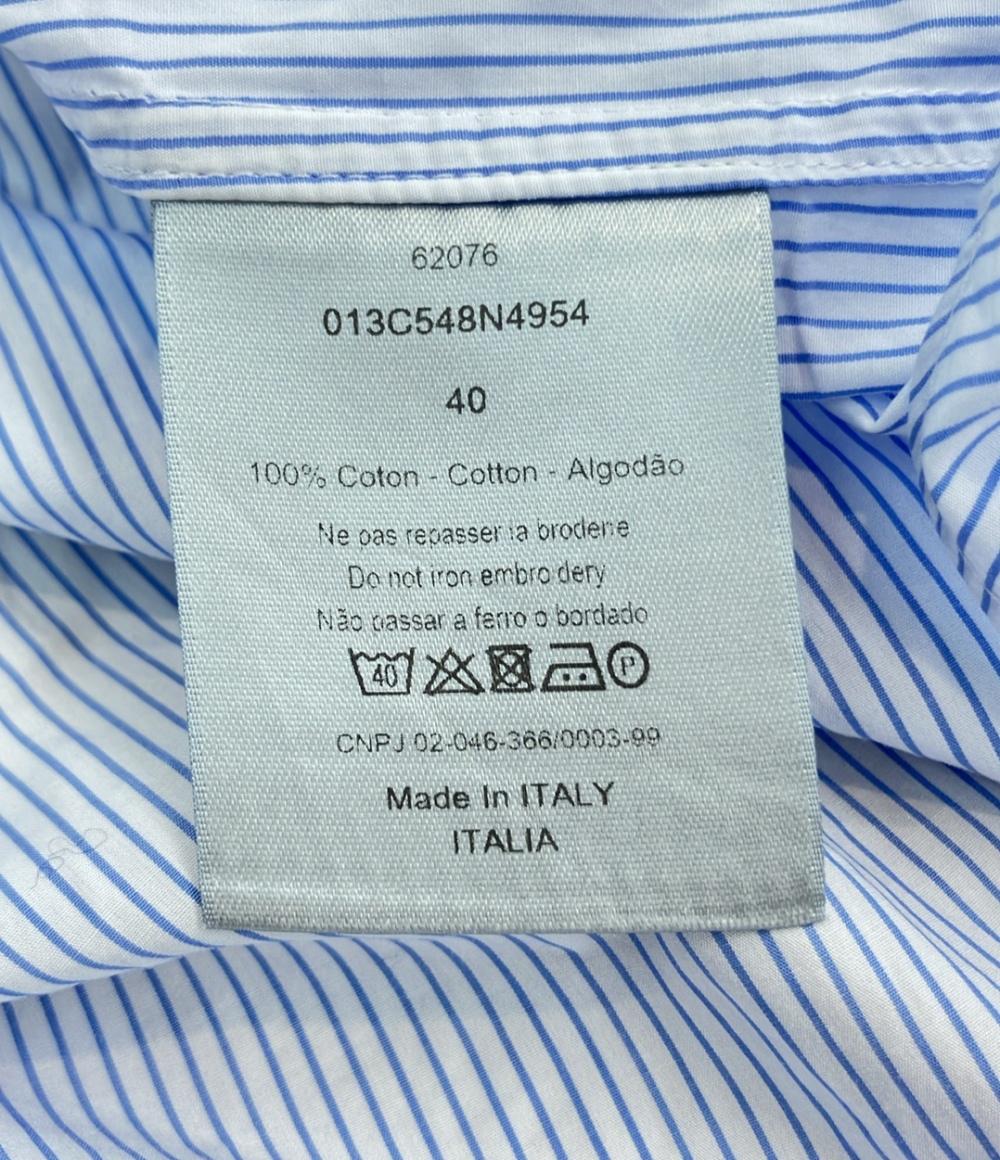 62076
013C548N4954
40
100% Coton - Cotton - Algodão
Ne pas repasser la broderie
Do not iron embroidery
Não passar a ferro o bordado
40 P
CNPJ 02-046-366/0003-99
Made In ITALY
ITALIA